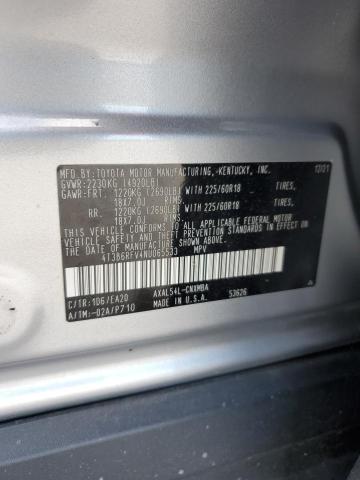 MFD.BY:TOYOTA MOTOR MANUFACTURING,-KENTUCKY, INC. 12/21
GVWR:2230KG (4920LB)
GAWR:FRT. 1220KG (2690LB) WITH 225/60R18 TIRES,
18X7.0J RIMS
RR. 1220KG (2690LB) WITH 225/60R18 TIRES,
18X7.0J RIMS
THIS VEHICLE CONFORMS TO ALL APPLICABLE FEDERAL MOTOR
VEHICLE SAFETY, AND THEFT PREVENTION STANDARDS IN EFFECT ON
THE DATE OF MANUFACTURE SHOWN ABOVE.
4T3B6RFV4NU065533 MPV
C/TR:1D6/EA20 AXAL54L-CNXMBA
A/TM:-02A/P710 MADE IN U.S.A. 53626